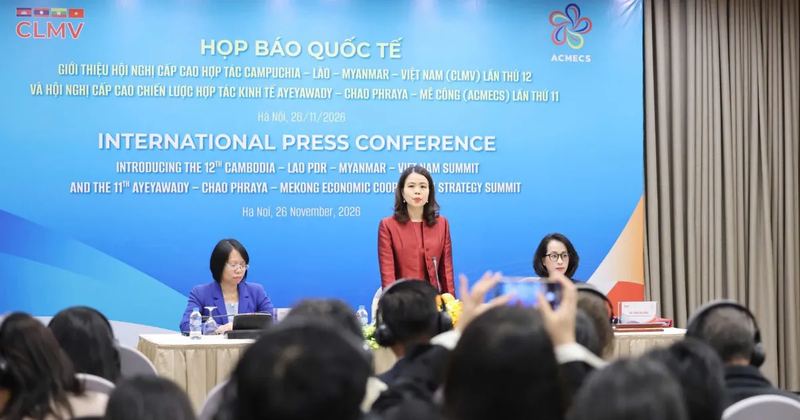 CLMV
ACMECS
HỌP BÁO QUỐC TẾ
GIỚI THIỆU HỘI NGHỊ CẤP CAO HỢP TÁC CAMPUCHIA – LAO – MYANMAR – VIỆT NAM (CLMV) LẦN THỨ 12
VÀ HỘI NGHỊ CẤP CAO CHIẾN LƯỢC HỢP TÁC KINH TẾ AYEYAWADY – CHAO PHRAYA – MÊ CÔNG (ACMECS) LẦN THỨ 11
Hà Nội, 26/11/2026
INTERNATIONAL PRESS CONFERENCE
INTRODUCING THE 12TH CAMBODIA – LAO PDR – MYANMAR – VIET NAM SUMMIT
AND THE 11TH AYEYAWADY – CHAO PHRAYA – MEKONG ECONOMIC COO STRATEGY SUMMIT
Ha Noi, 26 November, 2026